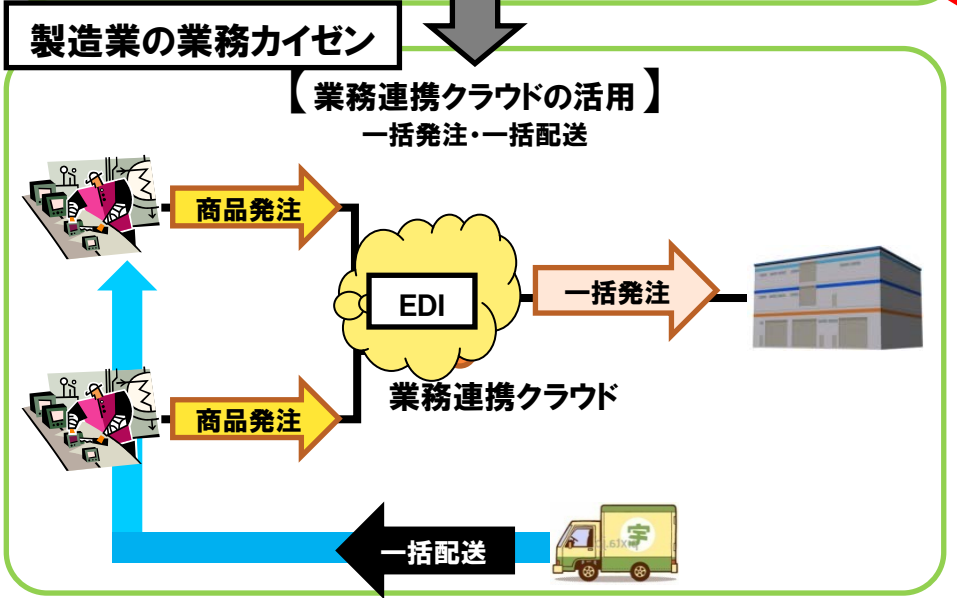 製造業の業務カイゼン
【 業務連携クラウドの活用 】
一括発注・一括配送
商品発注
EDI
一括発注
業務連携クラウド
商品発注
一括配送
宇